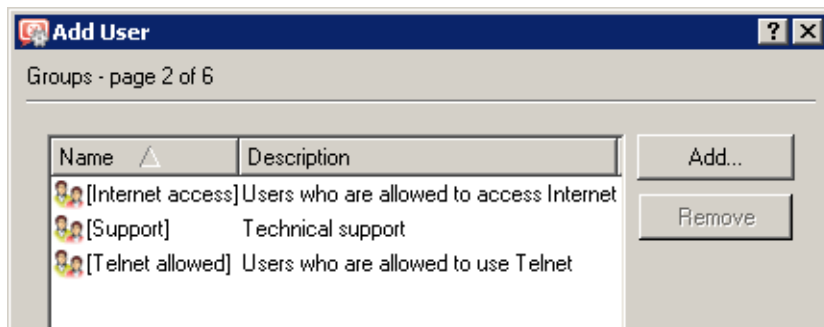 Add User
Groups - page 2 of 6
Name Description Add...
[Internet access] Users who are allowed to access Internet
Remove
[Support] Technical support
[Telnet allowed] Users who are allowed to use Telnet